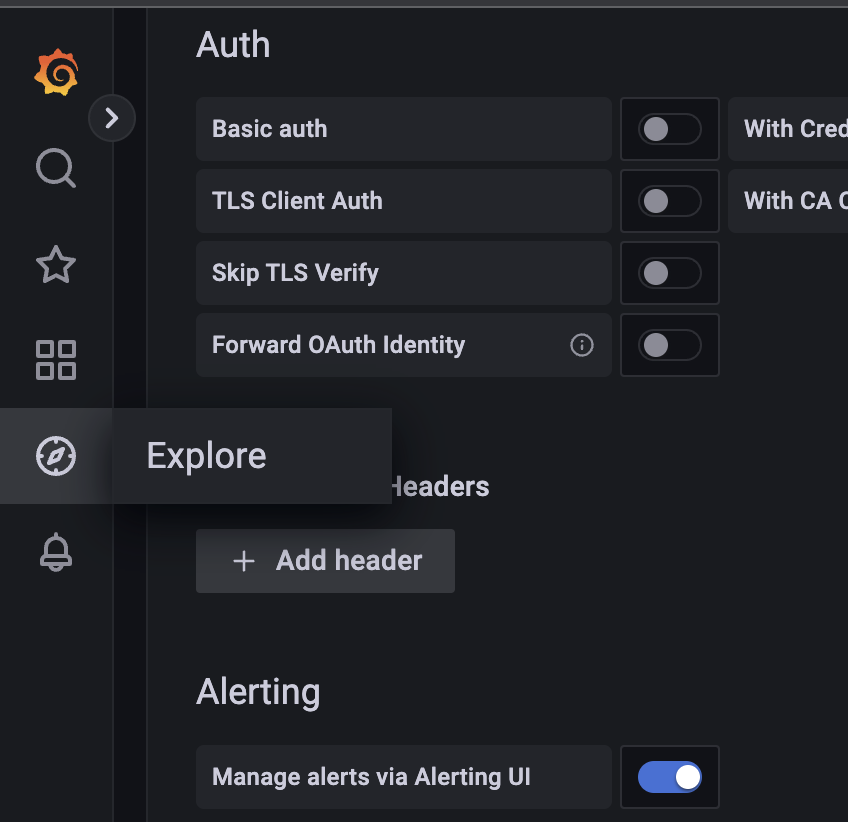 Auth
Basic auth
With Cred
TLS Client Auth
With CA
Skip TLS Verify
Forward OAuth Identity
Explore
Headers
+ Add header
Alerting
Manage alerts via Alerting UI